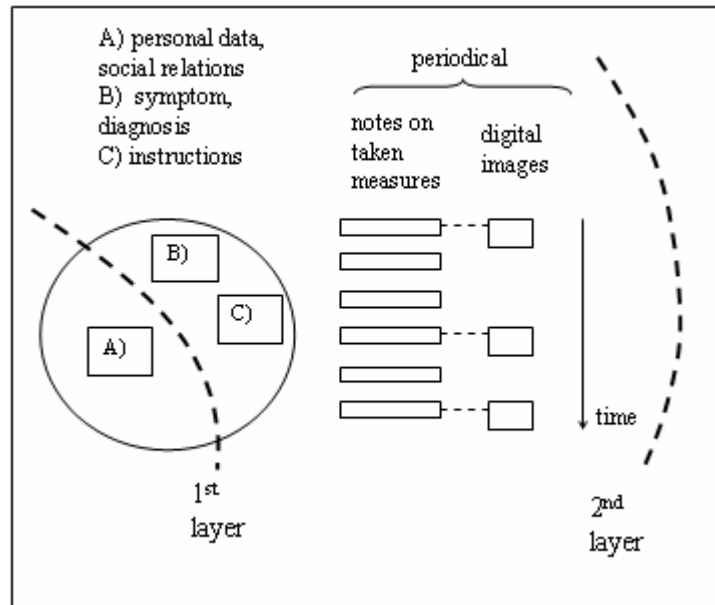 A) personal data,
social relations
B)  symptom,
diagnosis
C) instructions
periodical
notes on
taken
measures
digital
images
B)
C)
A)
time
1st
layer
2nd
layer